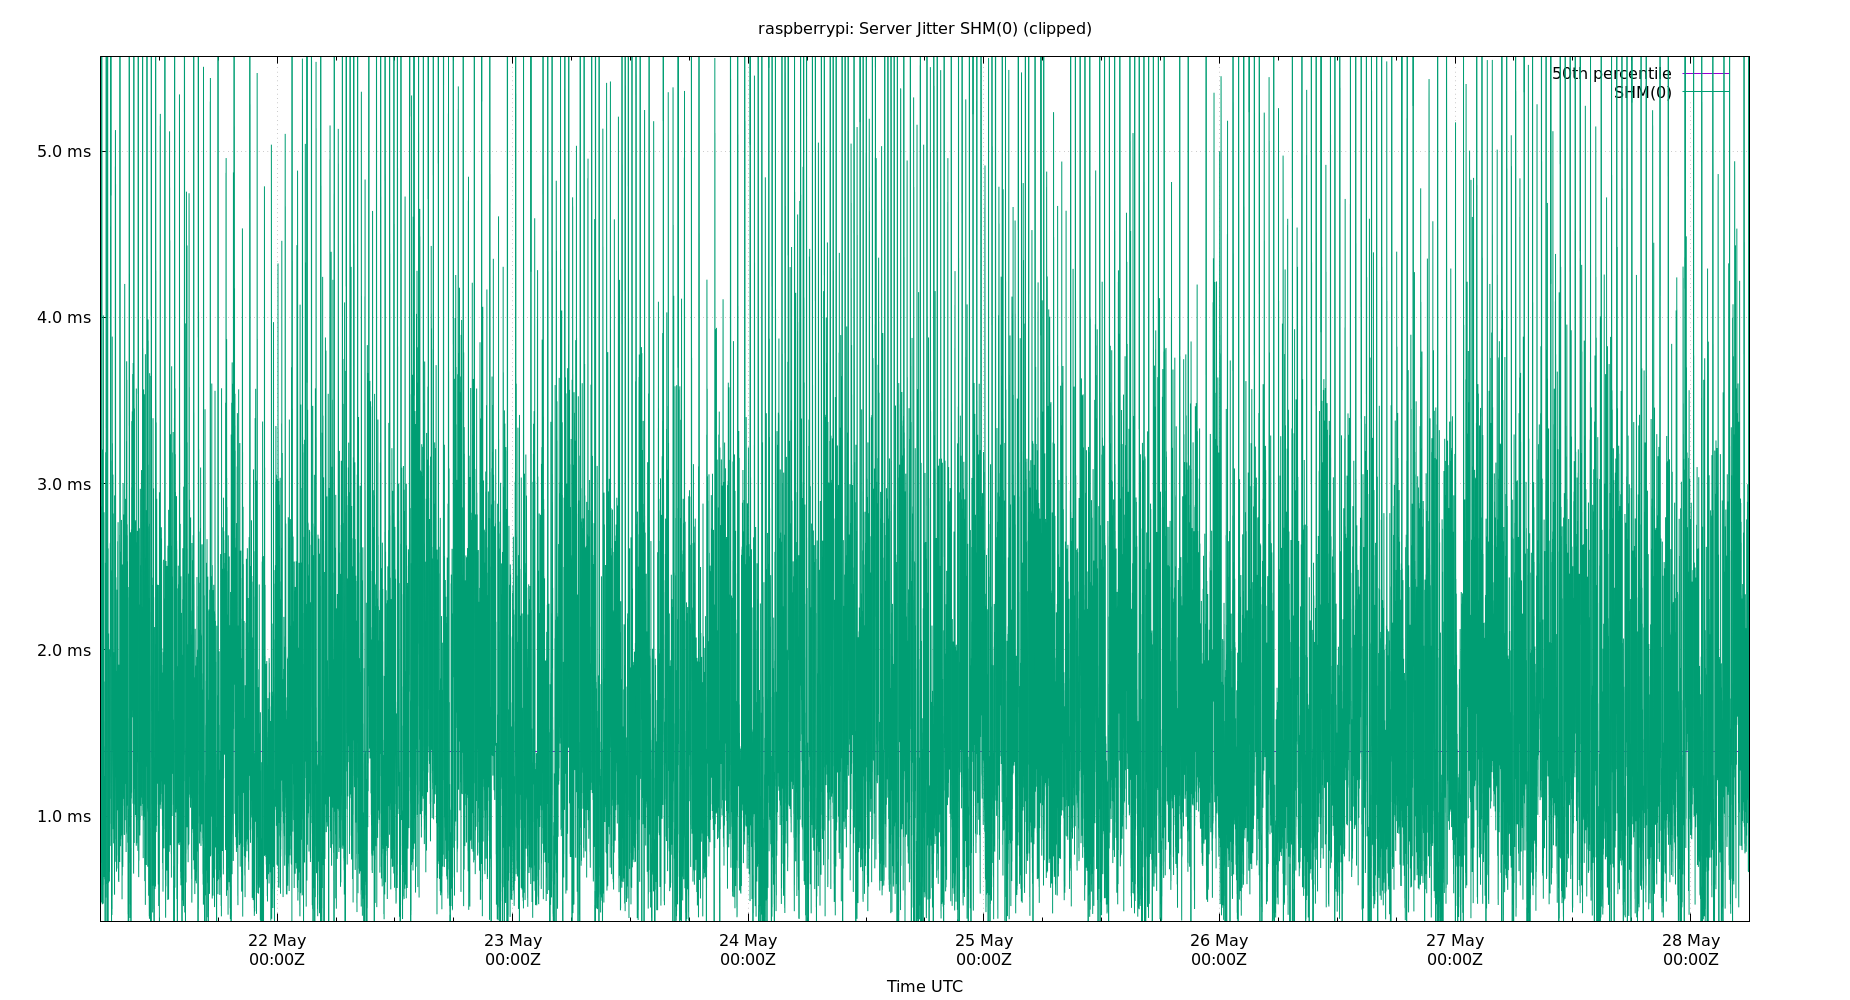 raspberrypi: Server Jitter SHM(0) (clipped)
50th percentile
SHM(0)
5.0 ms
4.0 ms
3.0 ms
2.0 ms
1.0 ms
22 May 23 May 24 May 25 May 26 May 27 May 28 May
00:00Z 00:00Z 00:00Z 00:00Z 00:00Z 00:00Z 00:00Z
Time UTC